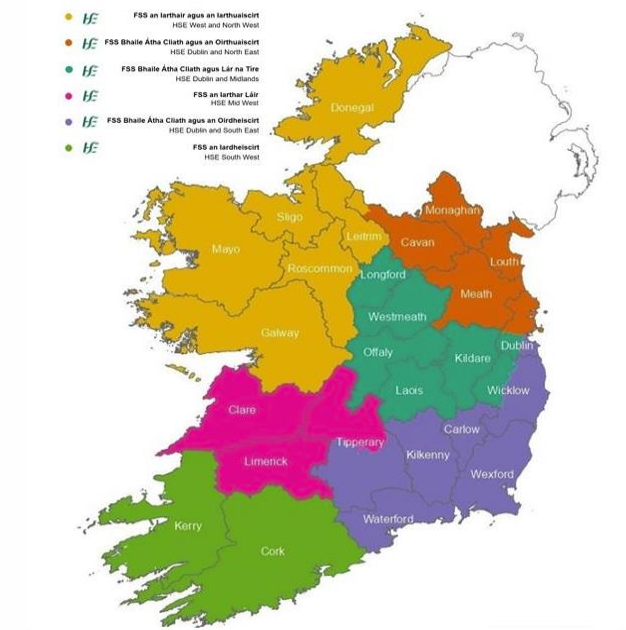 FSS an Iarthair agus an Iarthuaiscirt
HSE West and North West
FSS Bhaile Átha Cliath agus an Oirthuaiscirt
HSE Dublin and North East
FSS Bhaile Átha Cliath agus Lár na Tíre
HSE Dublin and Midlands
FSS an Iarthar Láir
HSE Mid West
FSS Bhaile Átha Cliath agus an Oirdheiscirt
HSE Dublin and South East
FSS an Iardheiscirt
HSE South West
Donegal
Monaghan
Sligo
Leitrim
Cavan
Mayo
Louth
Roscommon
Longford
Meath
Westmeath
Galway
Dublin
Offaly
Kildare
Laois
Wicklow
Clare
Carlow
Tipperary
Kilkenny
Limerick
Wexford
Waterford
Kerry
Cork